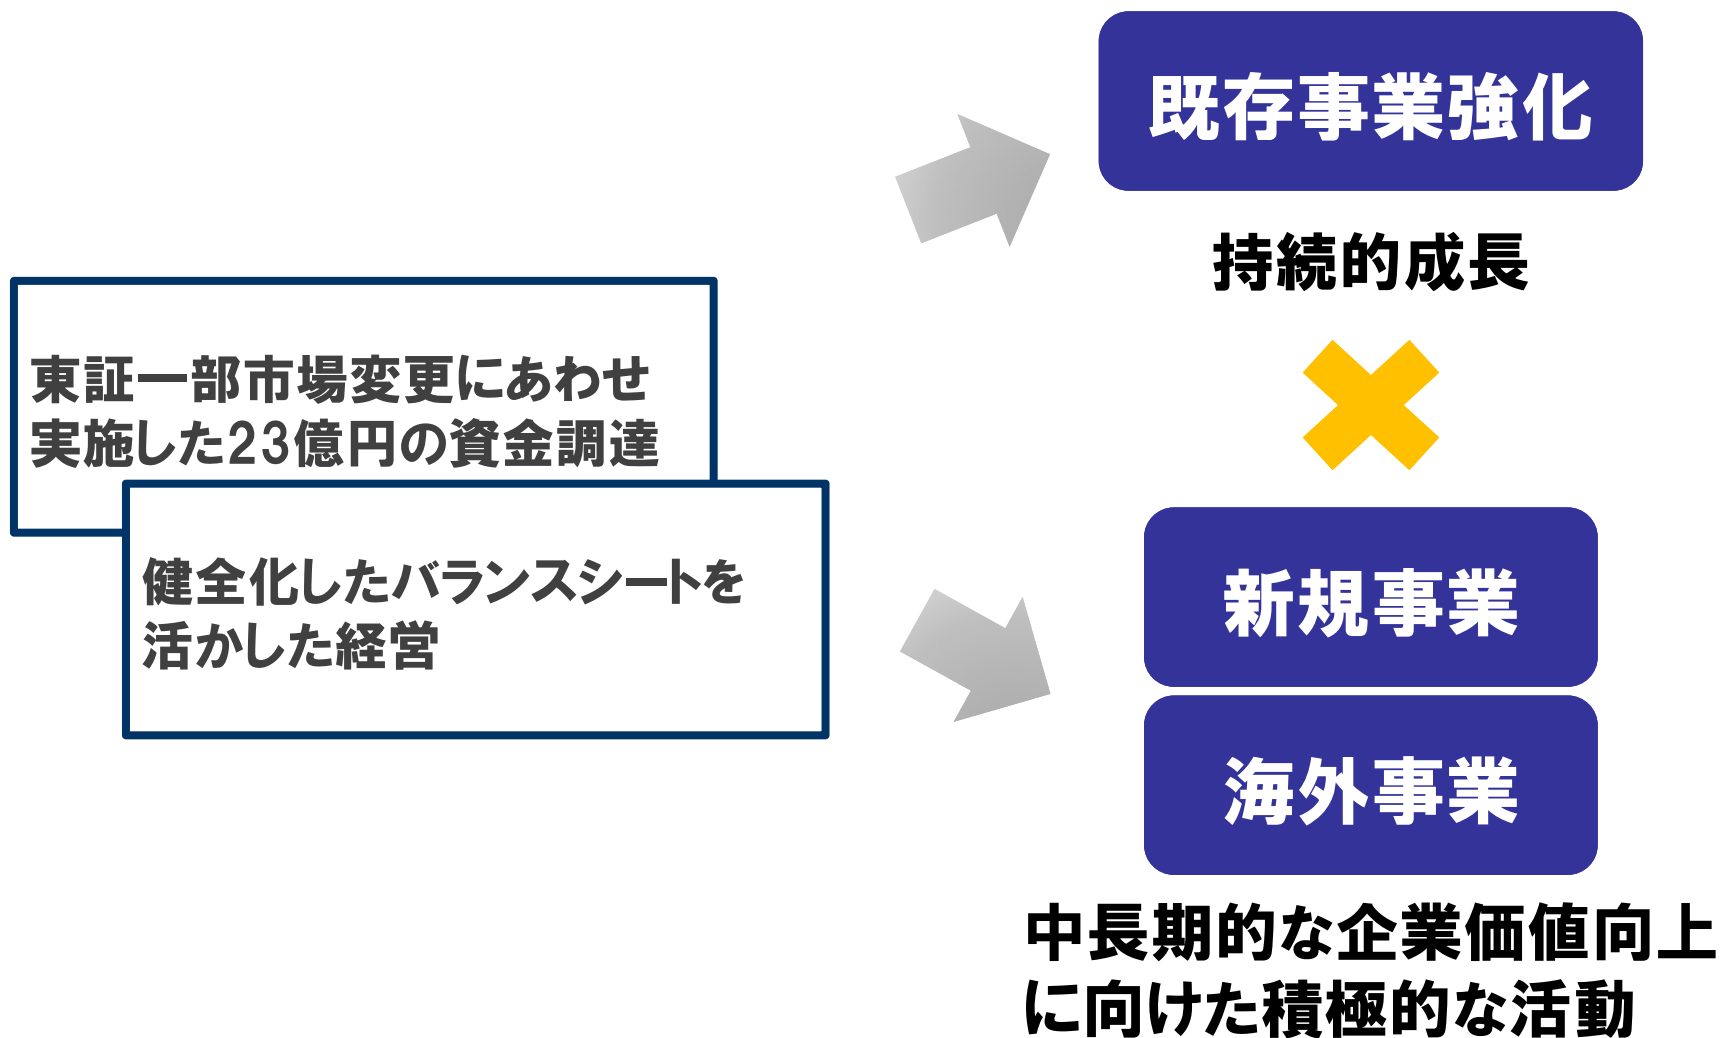 東証一部市場変更にあわせ
実施した23億円の資金調達
健全化したバランスシートを
活かした経営
既存事業強化
持続的成長
新規事業
海外事業
中長期的な企業価値向上
に向けた積極的な活動